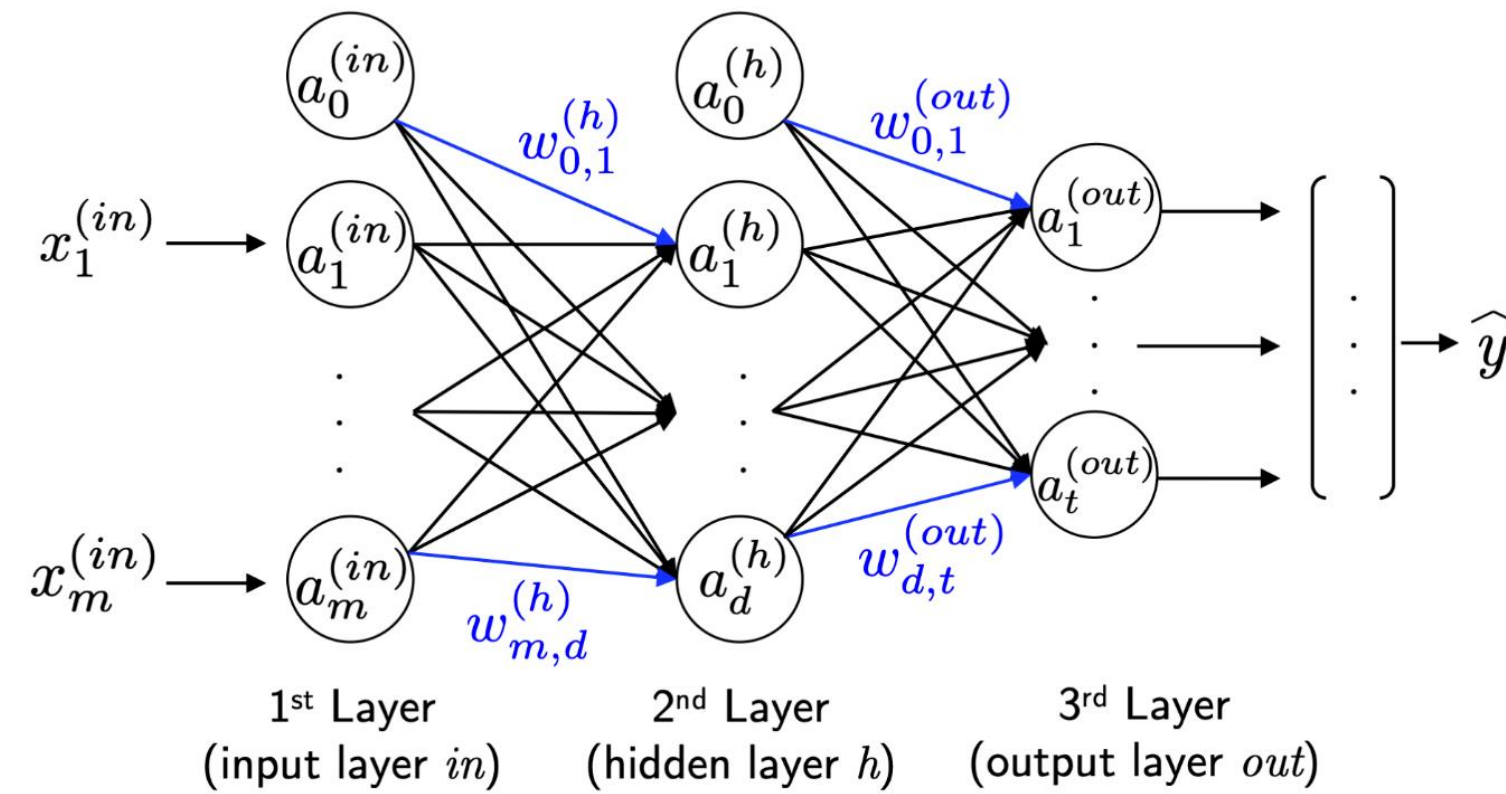 a_0^{(in)}
a_0^{(h)}
w_{0,1}^{(h)}
w_{0,1}^{(out)}
x_1^{(in)}
a_1^{(in)}
a_1^{(h)}
a_1^{(out)}
ŷ
a_t^{(out)}
x_m^{(in)}
a_m^{(in)}
a_d^{(h)}
w_{d,t}^{(out)}
w_{m,d}^{(h)}
1st Layer
(input layer in)
2nd Layer
(hidden layer h)
3rd Layer
(output layer out)